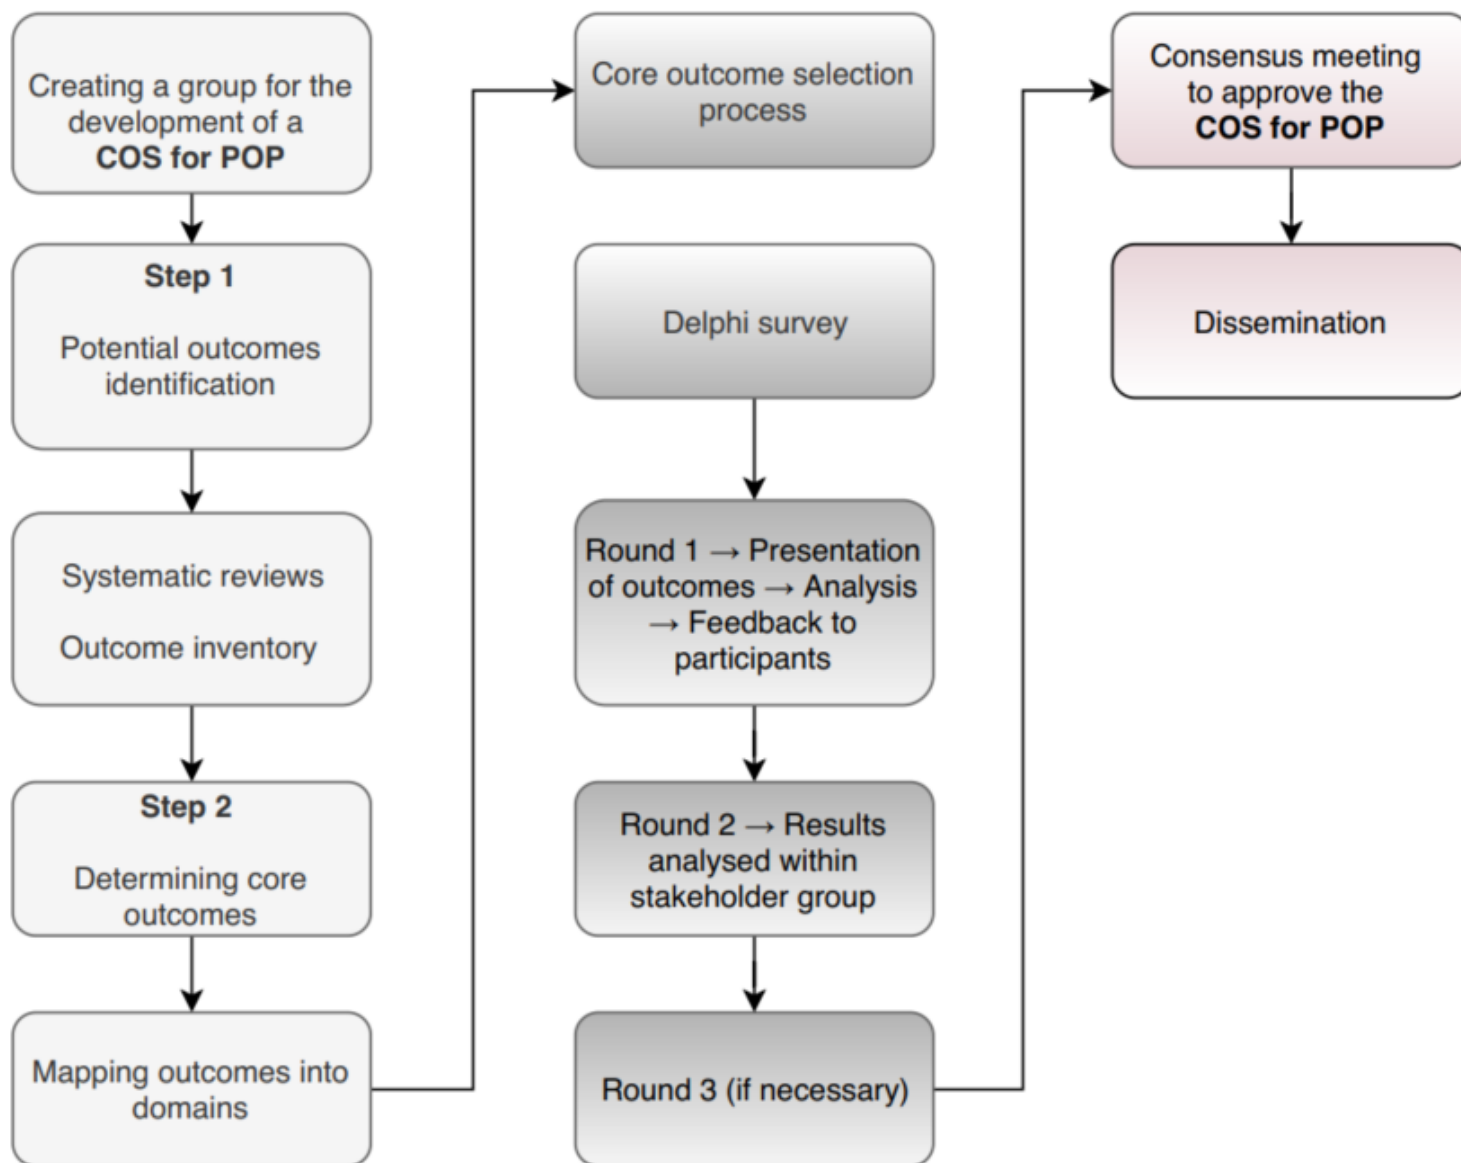 Creating a group for the
development of a
COS for POP
Step 1
Potential outcomes
identification
Systematic reviews
Outcome inventory
Step 2
Determining core
outcomes
Mapping outcomes into
domains
Core outcome selection
process
Delphi survey
Round 1 → Presentation
of outcomes → Analysis
→ Feedback to
participants
Round 2 → Results
analysed within
stakeholder group
Round 3 (if necessary)
Consensus meeting
to approve the
COS for POP
Dissemination